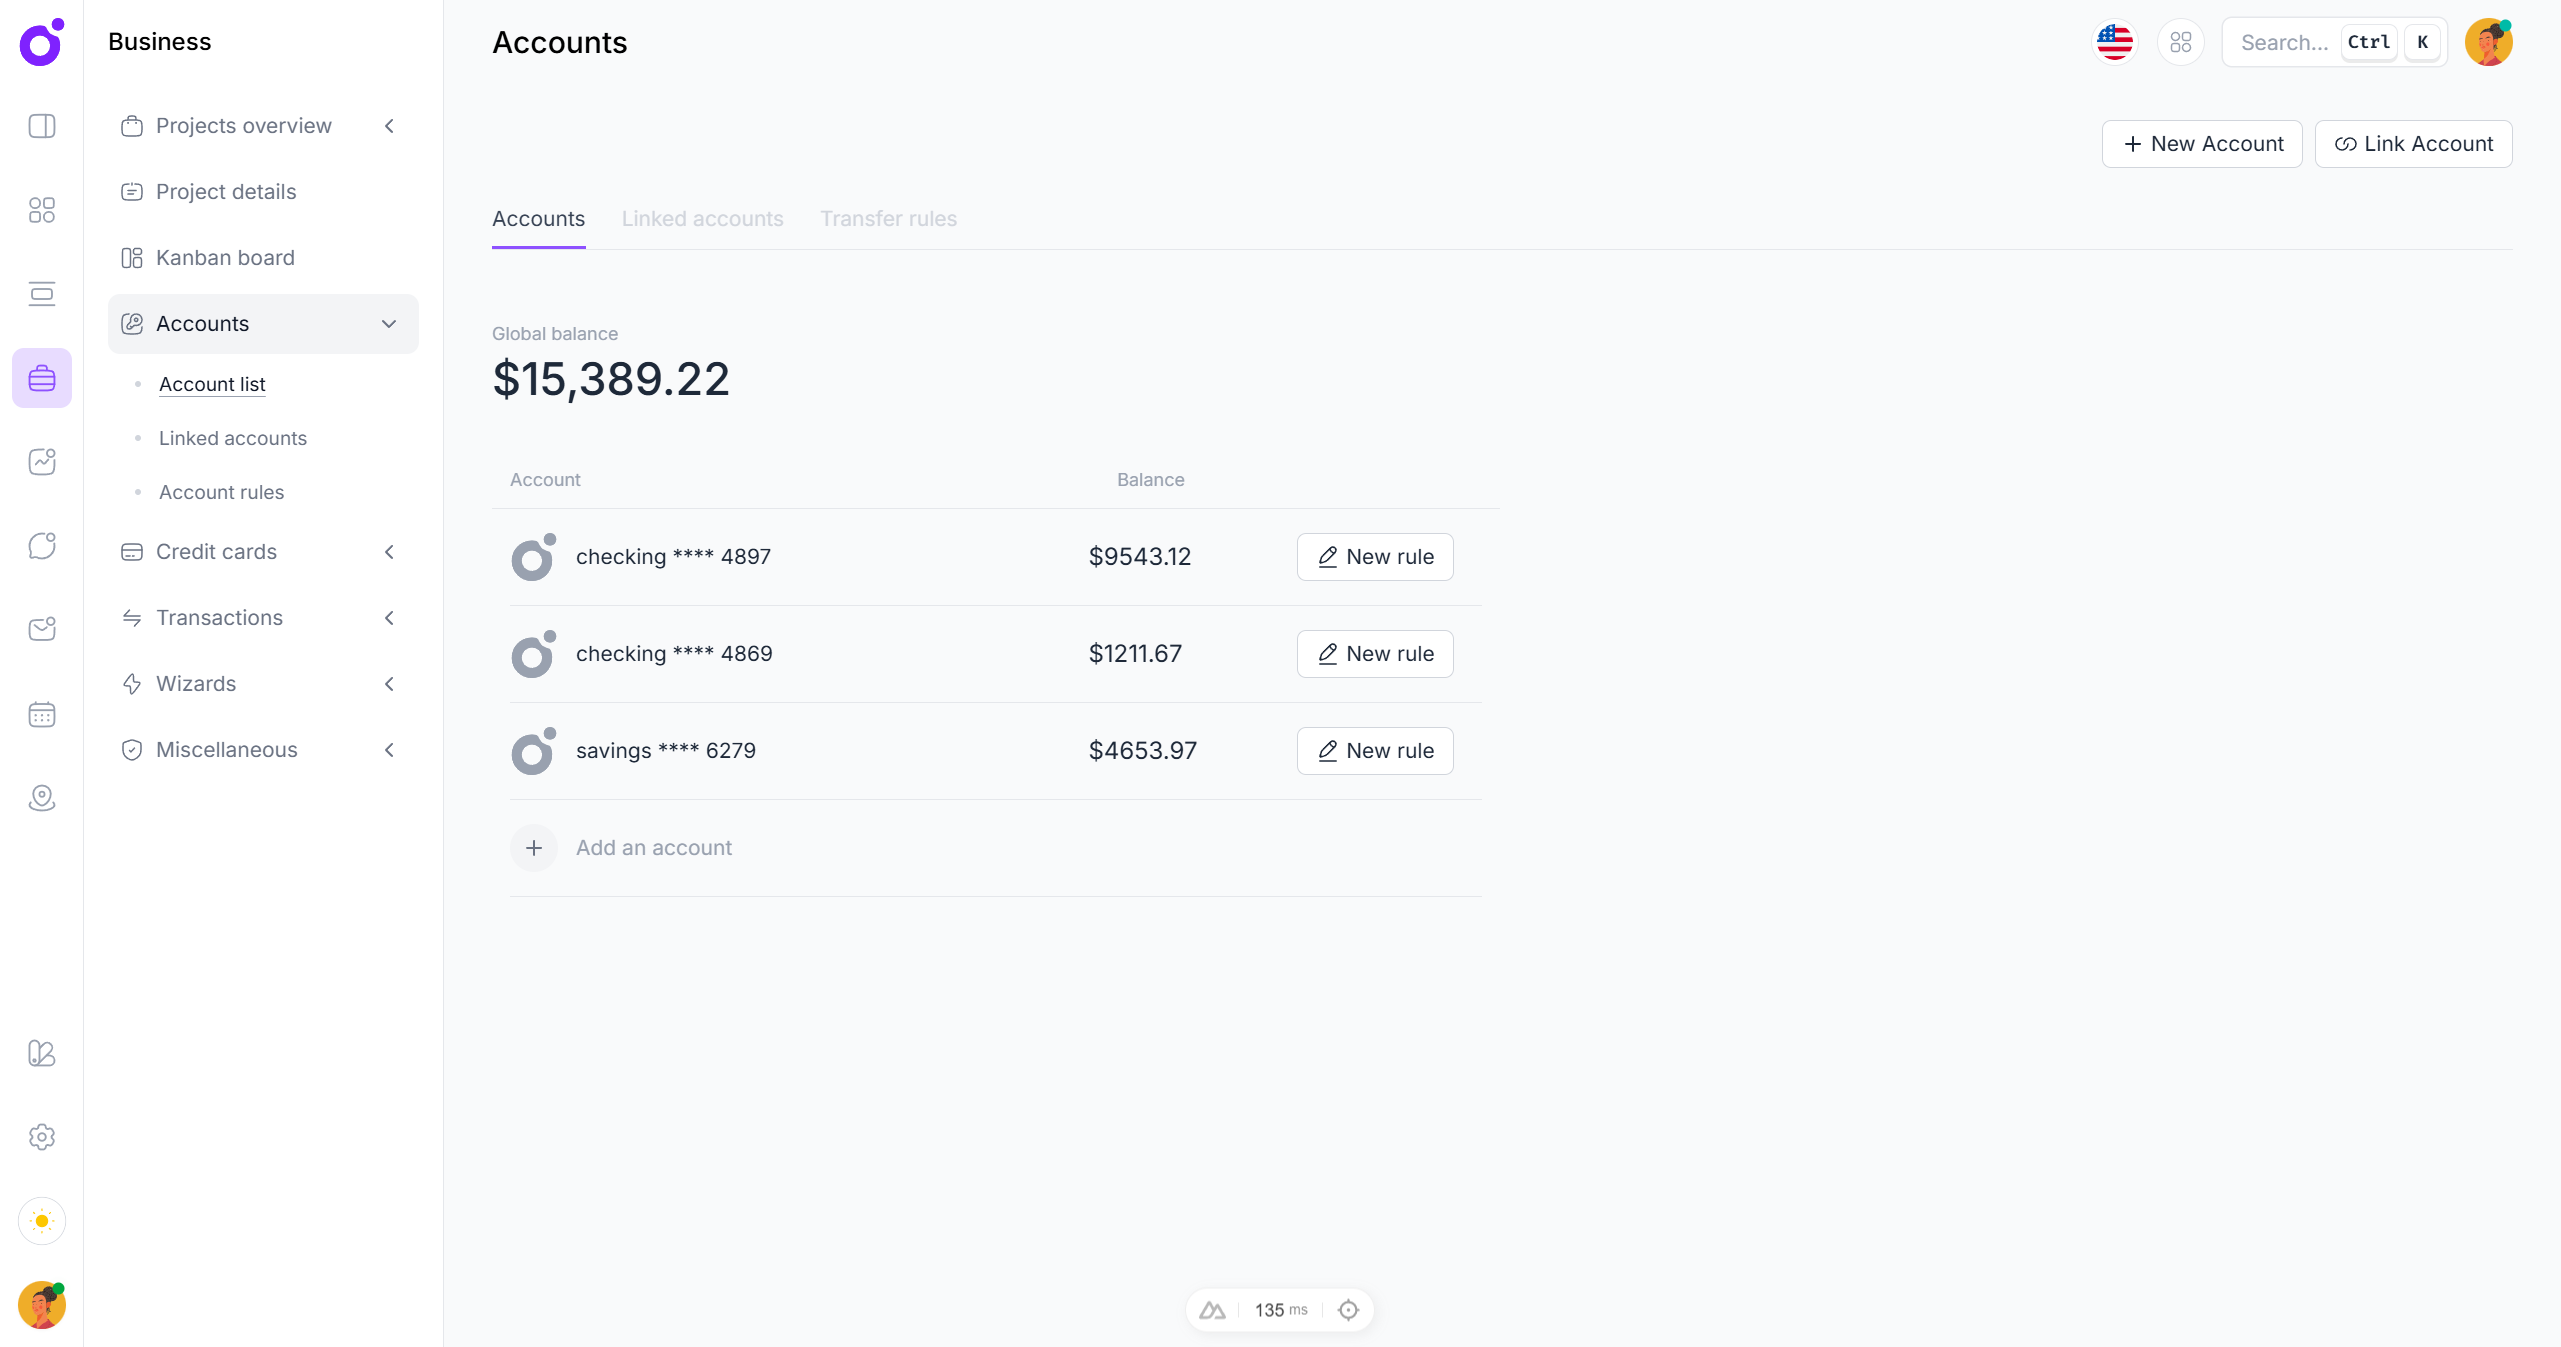 Business
Projects overview
Project details
Kanban board
Accounts
Account list
Linked accounts
Account rules
Credit cards
Transactions
Wizards
Miscellaneous
Accounts
Search... Ctrl K
New Account
Link Account
Accounts Linked accounts Transfer rules
Global balance
$15,389.22
Account Balance
checking **** 4897 $9543.12 New rule
checking **** 4869 $1211.67 New rule
savings **** 6279 $4653.97 New rule
Add an account
135 ms